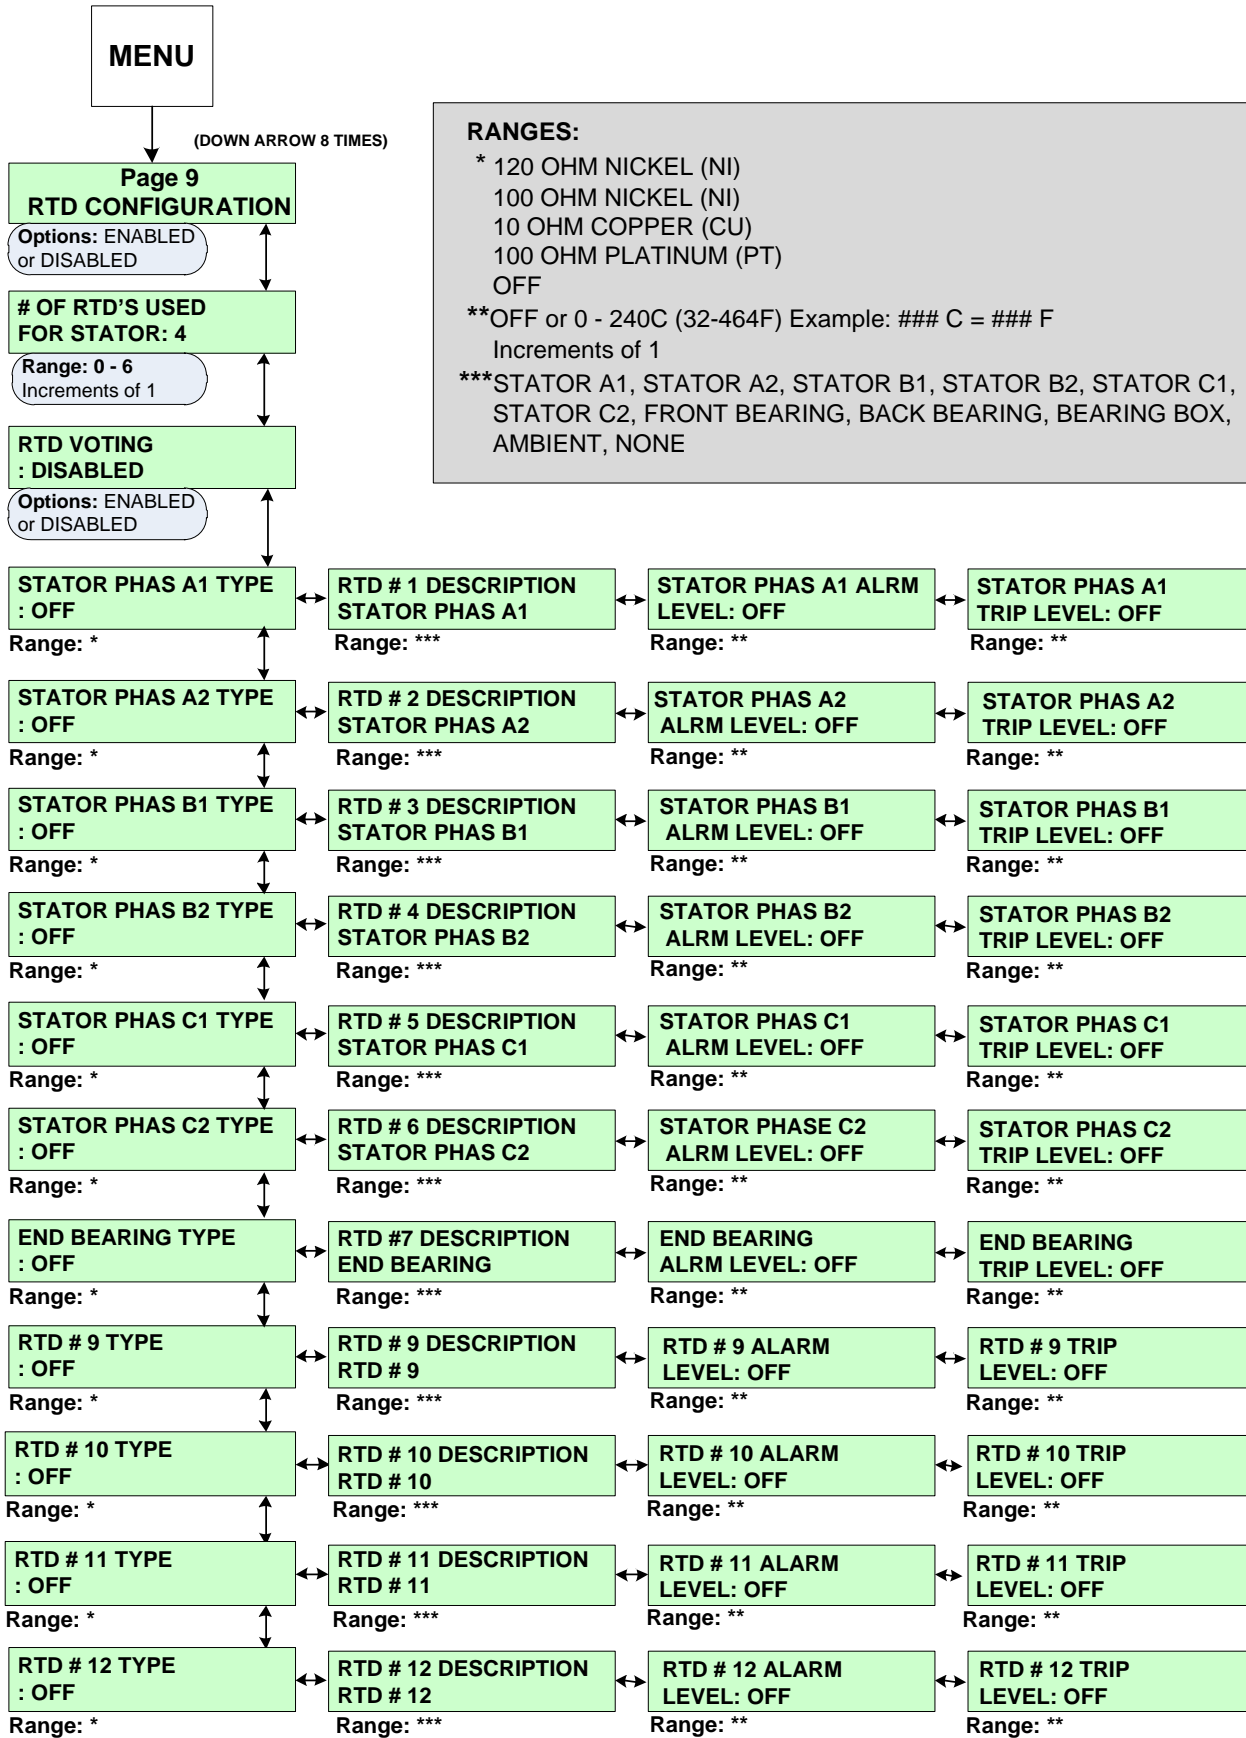 MENU
(DOWN ARROW 8 TIMES)
Page 9
RTD CONFIGURATION
Options: ENABLED
or DISABLED
# OF RTD'S USED
FOR STATOR: 4
Range: 0 - 6
Increments of 1
RTD VOTING
: DISABLED
Options: ENABLED
or DISABLED
RANGES:
* 120 OHM NICKEL (NI)
100 OHM NICKEL (NI)
10 OHM COPPER (CU)
100 OHM PLATINUM (PT)
OFF
**OFF or 0 - 240C (32-464F) Example: ### C = ### F
Increments of 1
***STATOR A1, STATOR A2, STATOR B1, STATOR B2, STATOR C1,
STATOR C2, FRONT BEARING, BACK BEARING, BEARING BOX,
AMBIENT, NONE
STATOR PHAS A1 TYPE
: OFF
Range: *
RTD # 1 DESCRIPTION
STATOR PHAS A1
Range: ***
STATOR PHAS A1 ALRM
LEVEL: OFF
Range: **
STATOR PHAS A1
TRIP LEVEL: OFF
Range: **
STATOR PHAS A2 TYPE
: OFF
Range: *
RTD # 2 DESCRIPTION
STATOR PHAS A2
Range: ***
STATOR PHAS A2
ALRM LEVEL: OFF
Range: **
STATOR PHAS A2
TRIP LEVEL: OFF
Range: **
STATOR PHAS B1 TYPE
: OFF
Range: *
RTD # 3 DESCRIPTION
STATOR PHAS B1
Range: ***
STATOR PHAS B1
ALRM LEVEL: OFF
Range: **
STATOR PHAS B1
TRIP LEVEL: OFF
Range: **
STATOR PHAS B2 TYPE
: OFF
Range: *
RTD # 4 DESCRIPTION
STATOR PHAS B2
Range: ***
STATOR PHAS B2
ALRM LEVEL: OFF
Range: **
STATOR PHAS B2
TRIP LEVEL: OFF
Range: **
STATOR PHAS C1 TYPE
: OFF
Range: *
RTD # 5 DESCRIPTION
STATOR PHAS C1
Range: ***
STATOR PHAS C1
ALRM LEVEL: OFF
Range: **
STATOR PHAS C1
TRIP LEVEL: OFF
Range: **
STATOR PHAS C2 TYPE
: OFF
Range: *
RTD # 6 DESCRIPTION
STATOR PHAS C2
Range: ***
STATOR PHASE C2
ALRM LEVEL: OFF
Range: **
STATOR PHAS C2
TRIP LEVEL: OFF
Range: **
END BEARING TYPE
: OFF
Range: *
RTD #7 DESCRIPTION
END BEARING
Range: ***
END BEARING
ALRM LEVEL: OFF
Range: **
END BEARING
TRIP LEVEL: OFF
Range: **
RTD # 9 TYPE
: OFF
Range: *
RTD # 9 DESCRIPTION
RTD # 9
Range: ***
RTD # 9 ALARM
LEVEL: OFF
Range: **
RTD # 9 TRIP
LEVEL: OFF
Range: **
RTD # 10 TYPE
: OFF
Range: *
RTD # 10 DESCRIPTION
RTD # 10
Range: ***
RTD # 10 ALARM
LEVEL: OFF
Range: **
RTD # 10 TRIP
LEVEL: OFF
Range: **
RTD # 11 TYPE
: OFF
Range: *
RTD # 11 DESCRIPTION
RTD # 11
Range: ***
RTD # 11 ALARM
LEVEL: OFF
Range: **
RTD # 11 TRIP
LEVEL: OFF
Range: **
RTD # 12 TYPE
: OFF
Range: *
RTD # 12 DESCRIPTION
RTD # 12
Range: ***
RTD # 12 ALARM
LEVEL: OFF
Range: **
RTD # 12 TRIP
LEVEL: OFF
Range: **